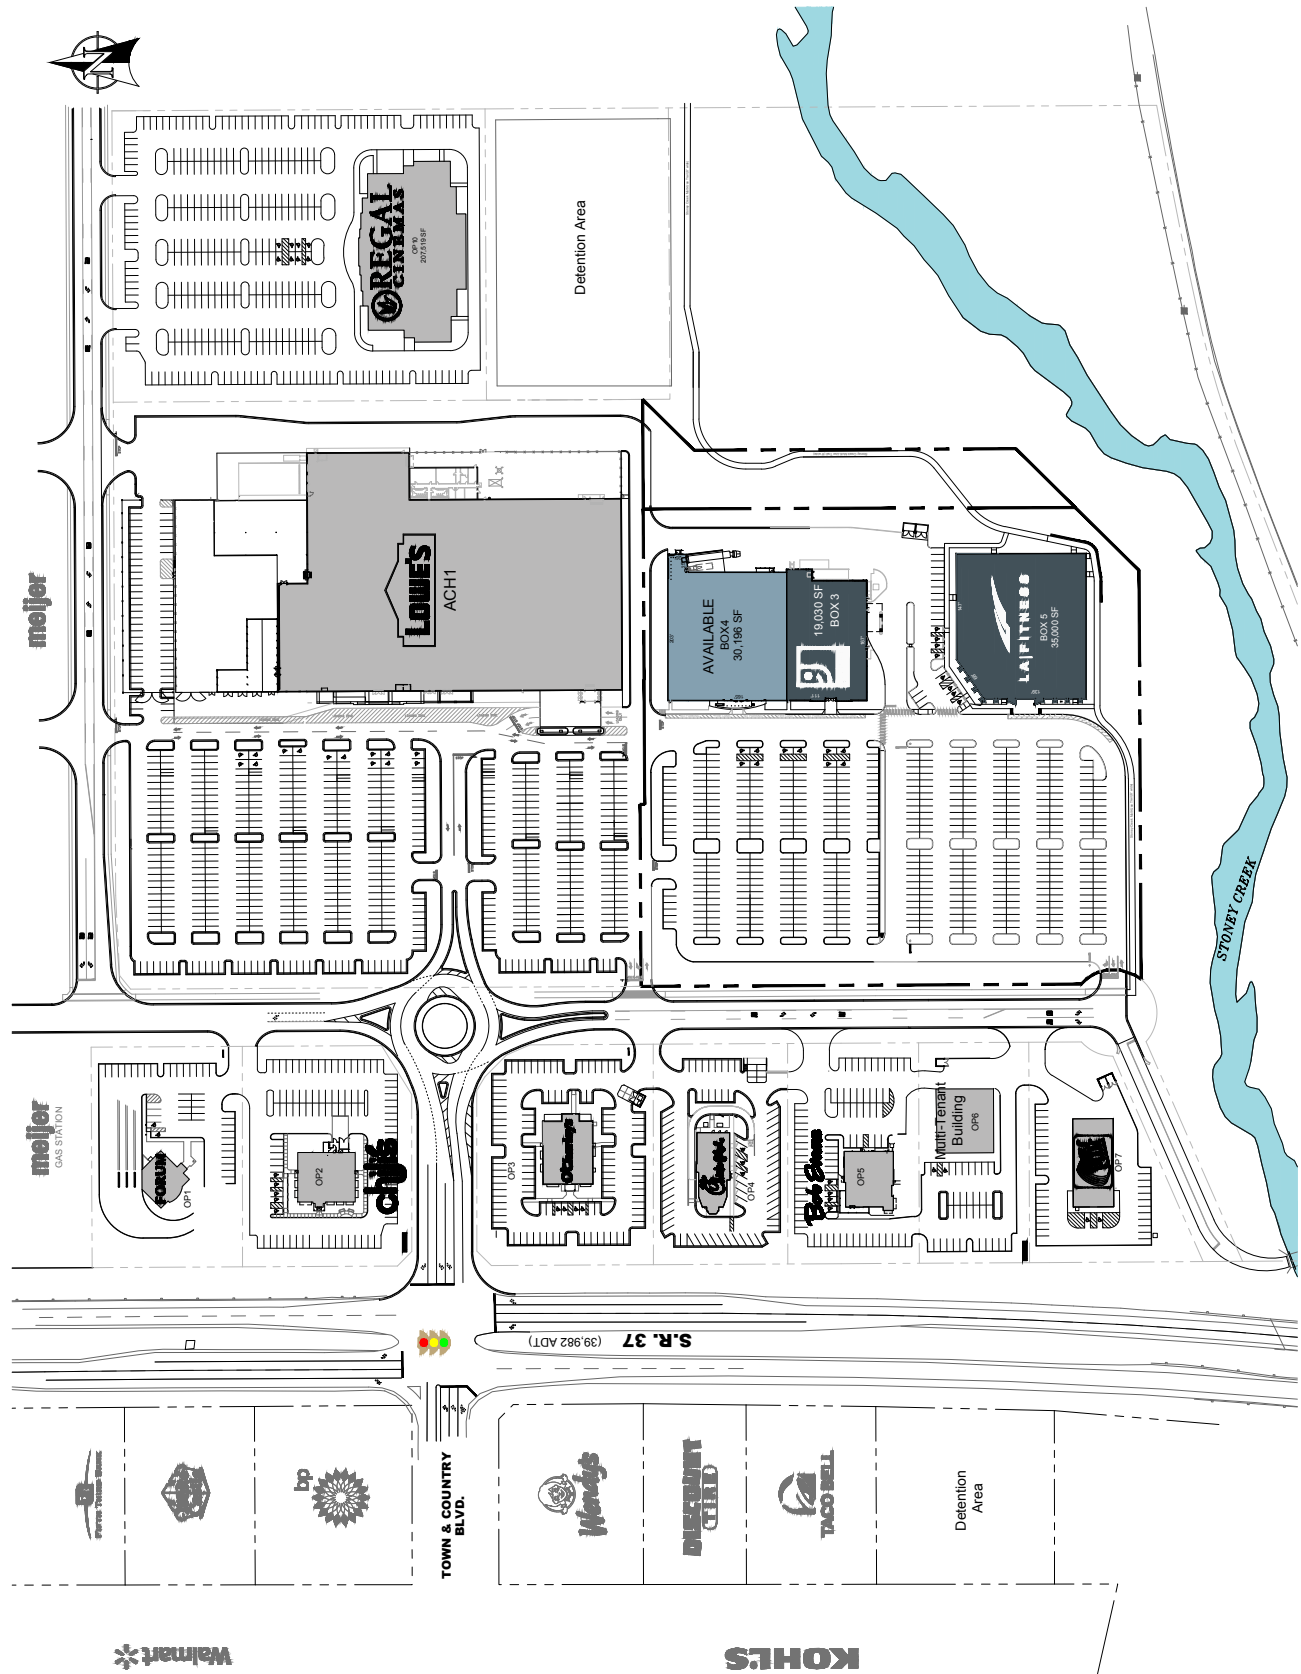 N
REGAL
CINEMAS
OP10
207,519 SF
Detention Area
meijer
LOWE'S
ACH1
AVAILABLE
BOX4
30,196 SF
19,030 SF
BOX 3
LA|FITNESS
BOX 5
35,000 SF
STONEY CREEK
meijer
GAS STATION
FORUM
OP1
OP2
chili's
OP3
O'Charley's
OP4
Bob Evans
OP5
Multi-Tenant
Building
OP6
OP7
S.R. 37
(39,982 ADT)
TOWN & COUNTRY
BLVD.
bp
Wendy's
DISCOUNT
TIRE
TACO BELL
Detention
Area
Walmart
KOHL'S